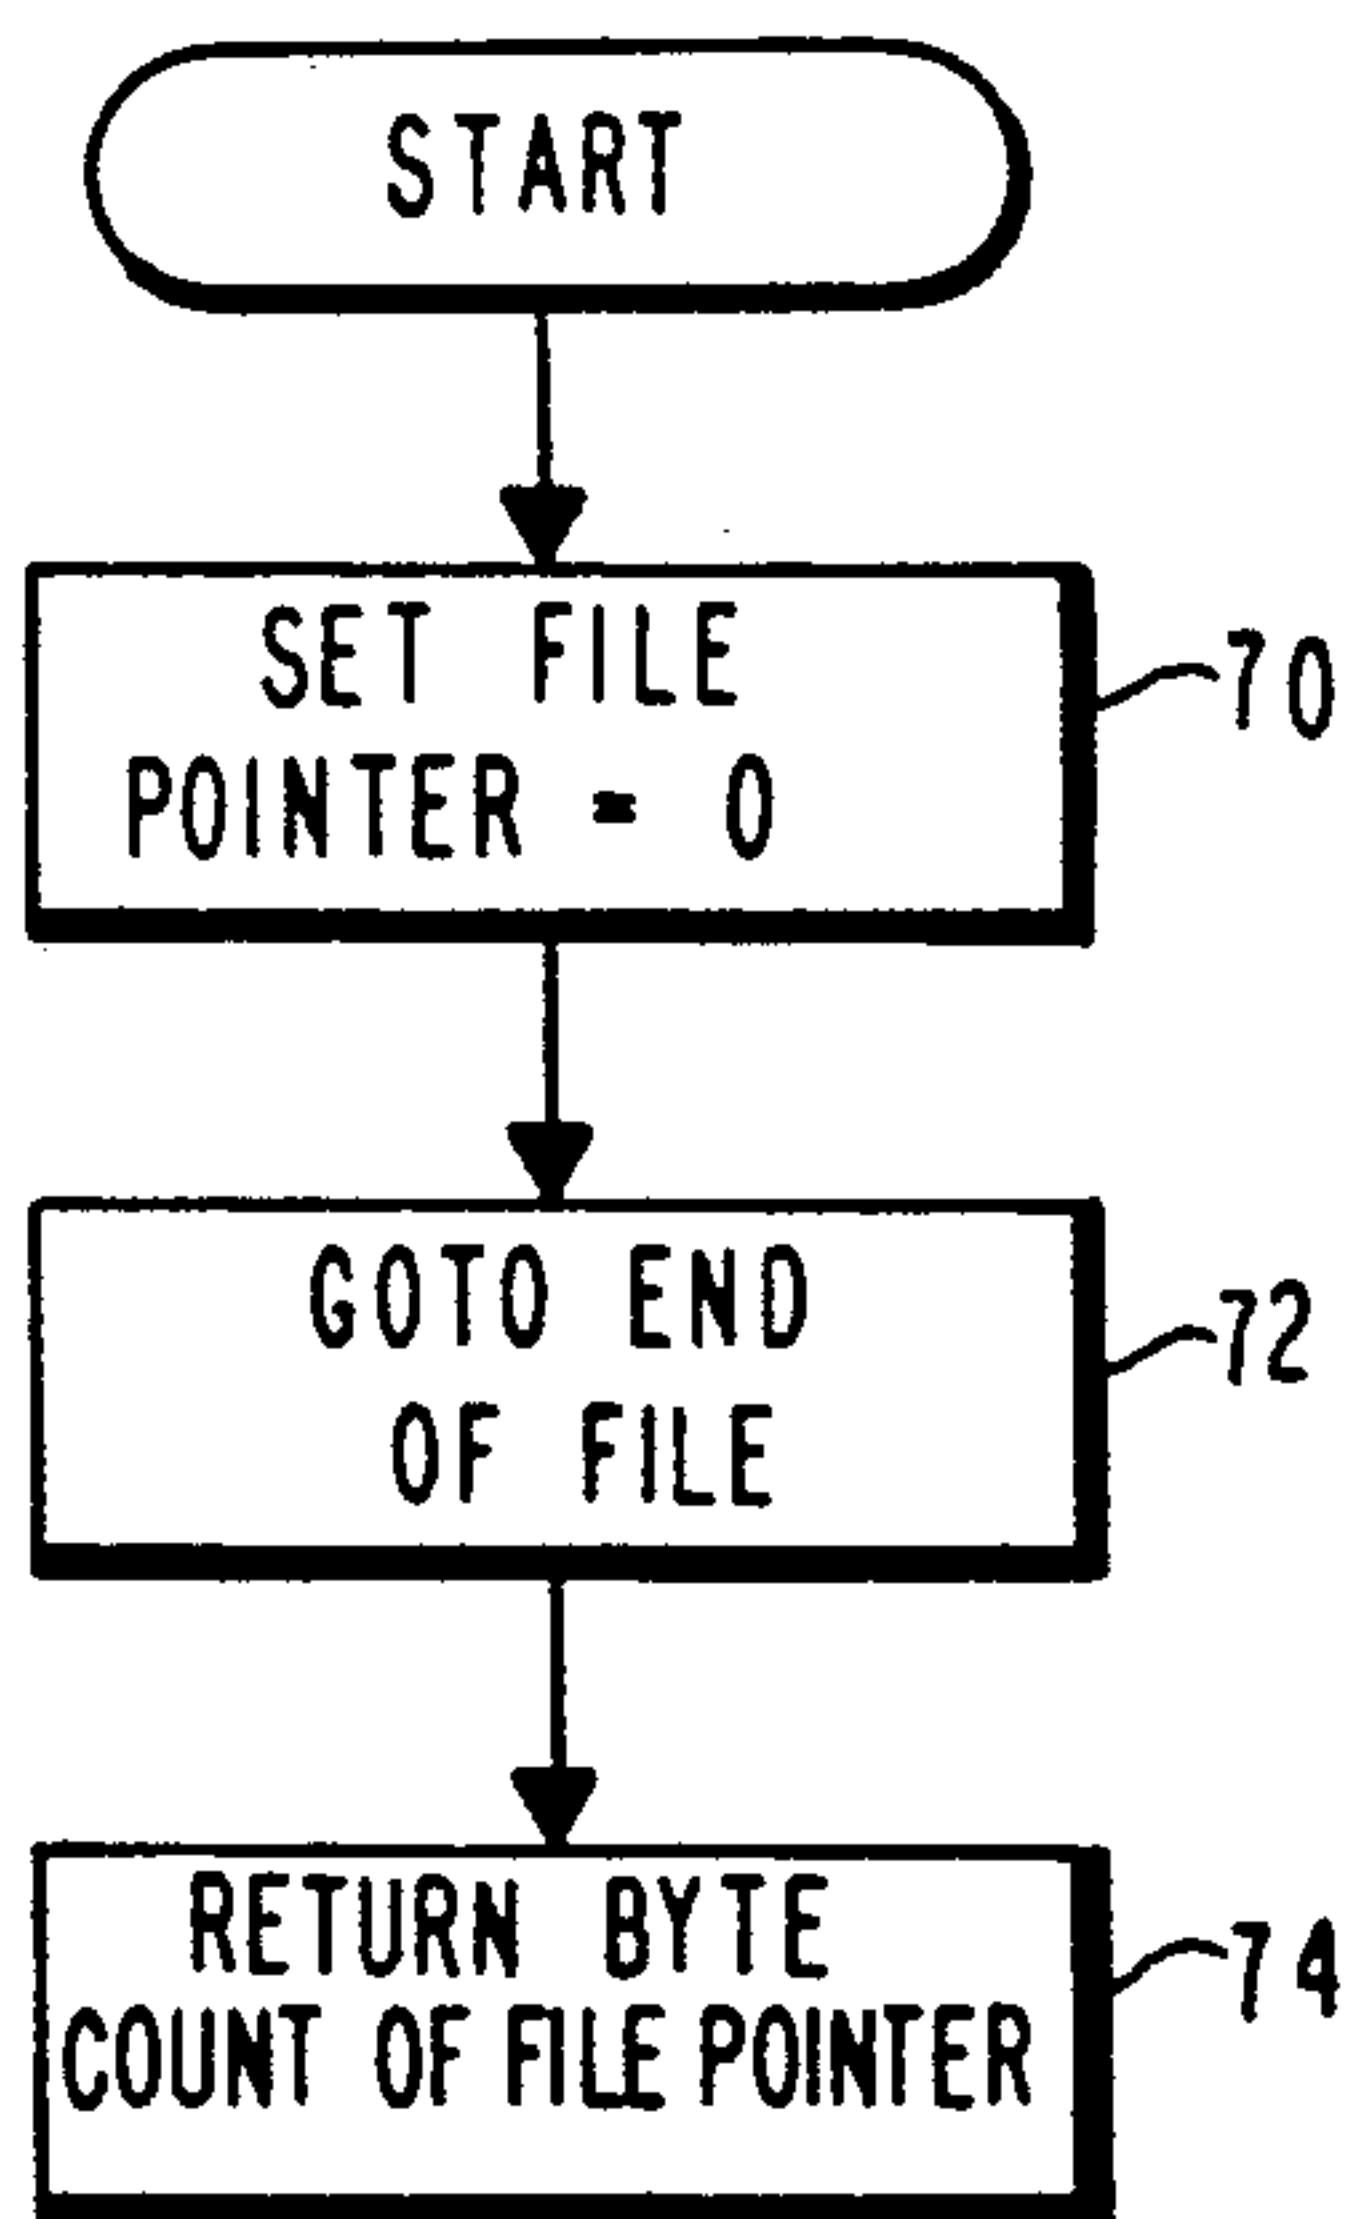 START
SET FILE
POINTER = 0
70
GOTO END
OF FILE
72
RETURN BYTE
COUNT OF FILE POINTER
74